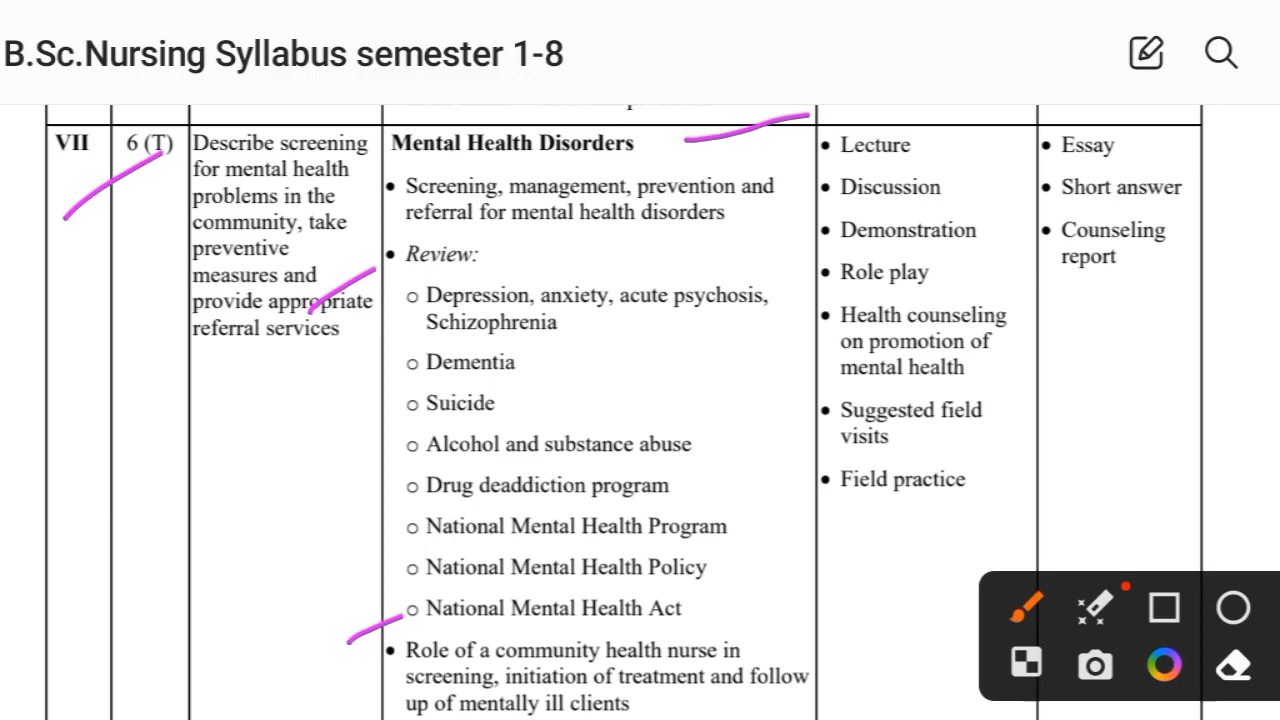 B.Sc.Nursing Syllabus semester 1-8
VII
6 (T)
Describe screening
for mental health
problems in the
community, take
preventive
measures and
provide appropriate
referral services
Mental Health Disorders
• Screening, management, prevention and
referral for mental health disorders
• Review:
o Depression, anxiety, acute psychosis,
Schizophrenia
o Dementia
o Suicide
o Alcohol and substance abuse
o Drug deaddiction program
o National Mental Health Program
o National Mental Health Policy
o National Mental Health Act
• Role of a community health nurse in
screening, initiation of treatment and follow
up of mentally ill clients
• Lecture
• Discussion
• Demonstration
• Role play
• Health counseling
on promotion of
mental health
• Suggested field
visits
• Field practice
• Essay
• Short answer
• Counseling
report